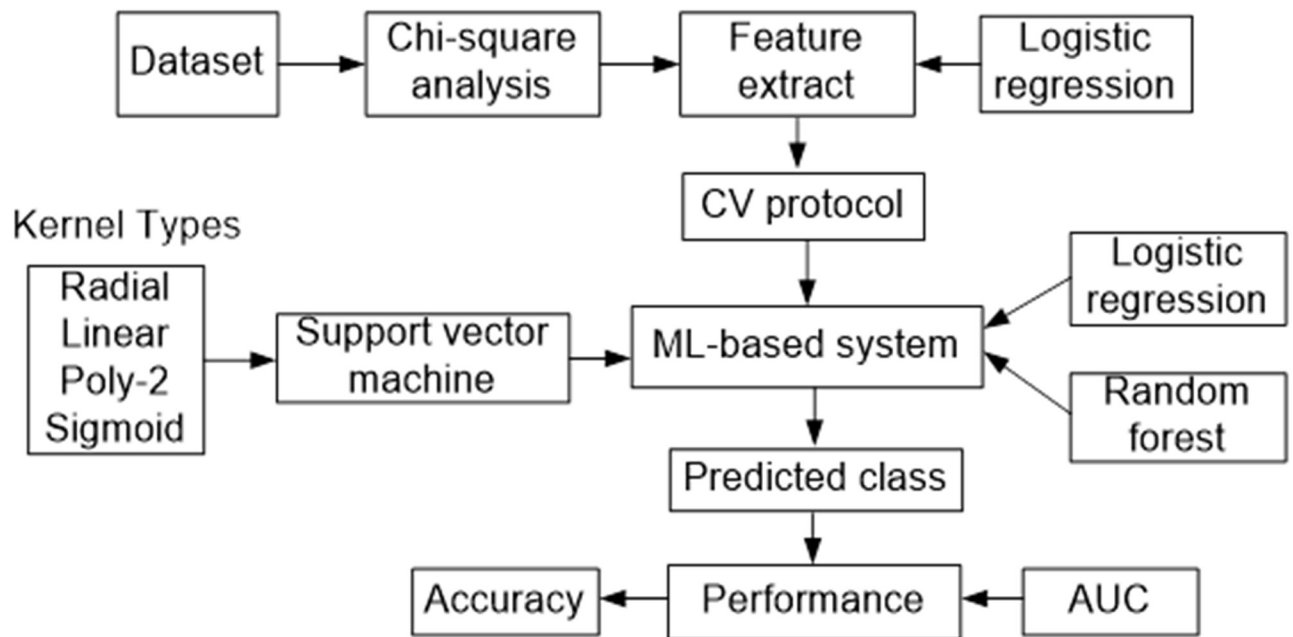 Dataset
Chi-square
analysis
Feature
extract
Logistic
regression
CV protocol
Kernel Types
Radial
Linear
Poly-2
Sigmoid
Support vector
machine
ML-based system
Logistic
regression
Random
forest
Predicted class
Accuracy
Performance
AUC